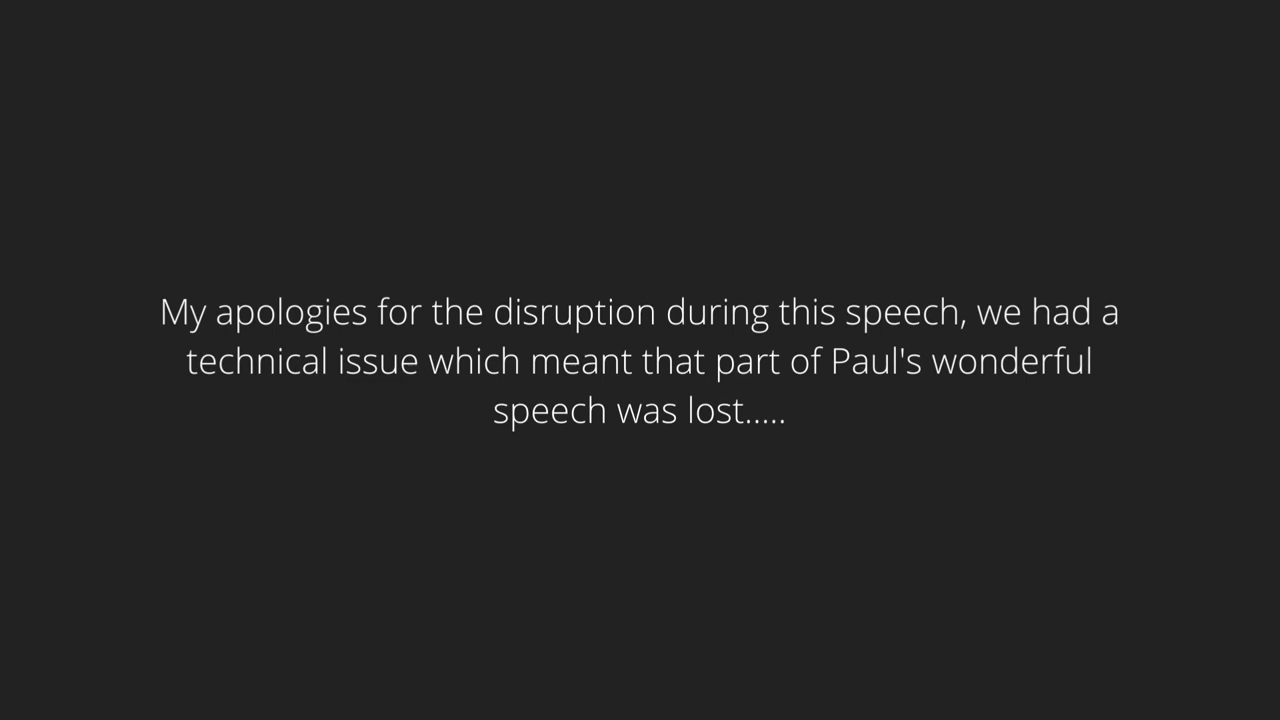 My apologies for the disruption during this speech, we had a
technical issue which meant that part of Paul's wonderful
speech was lost.....